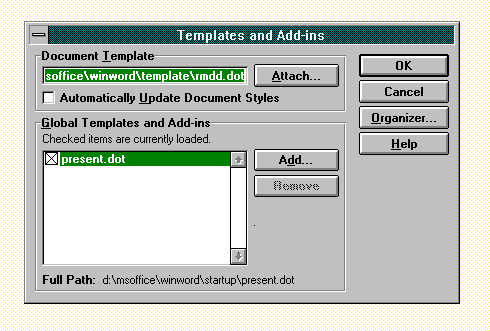 Templates and Add-ins
Document Template
soffice\winword\template\rmdd.dot
Attach...
Automatically Update Document Styles
Global Templates and Add-ins
Checked items are currently loaded.
present.dot
Add...
Remove
Full Path: d:\msoffice\winword\startup\present.dot
OK
Cancel
Organizer...
Help